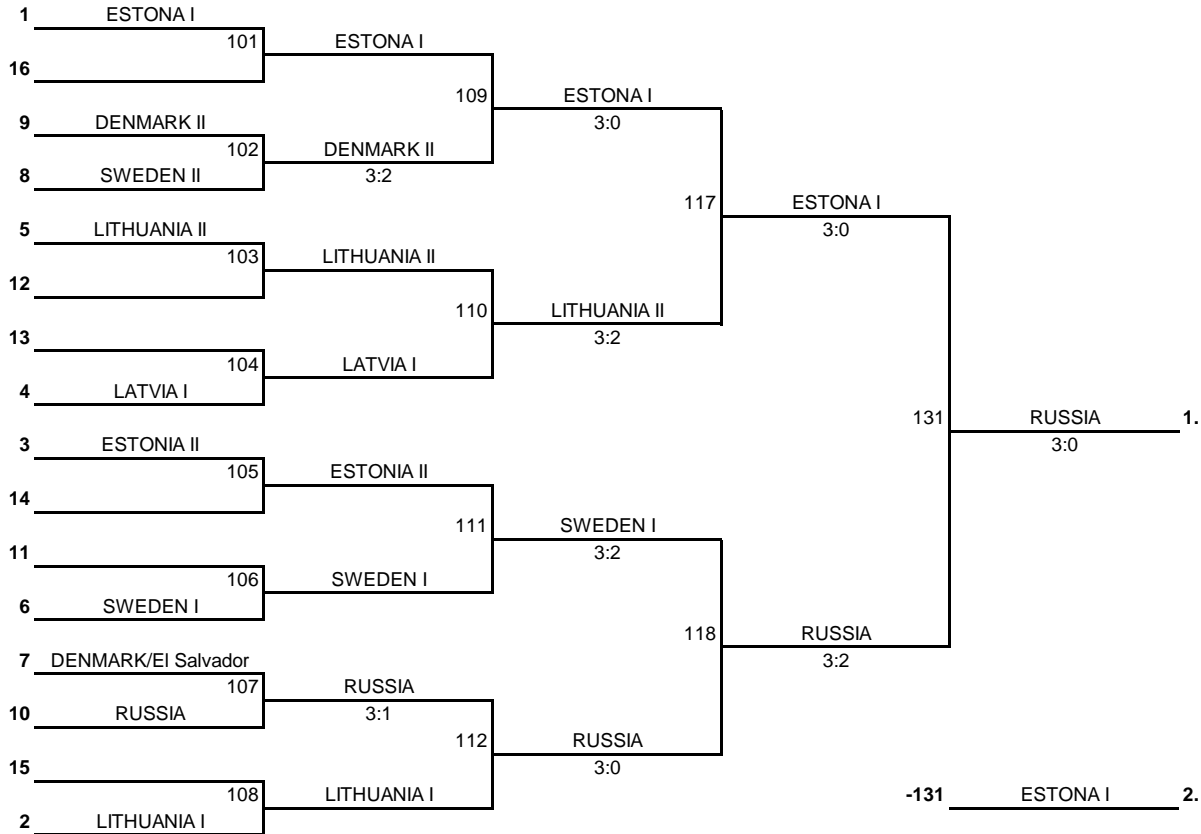 1 ESTONA I
101 ESTONA I
16
109 ESTONA I
3:0
9 DENMARK II
102 DENMARK II
3:2
8 SWEDEN II
117 ESTONA I
3:0
5 LITHUANIA II
103 LITHUANIA II
12
110 LITHUANIA II
3:2
13
104 LATVIA I
4 LATVIA I
131 RUSSIA 1.
3:0
3 ESTONIA II
105 ESTONIA II
14
111 SWEDEN I
3:2
11
106 SWEDEN I
6 SWEDEN I
118 RUSSIA
3:2
7 DENMARK/El Salvador
107 RUSSIA
3:1
10 RUSSIA
112 RUSSIA
3:0
15
108 LITHUANIA I
2 LITHUANIA I
-131 ESTONA I 2.